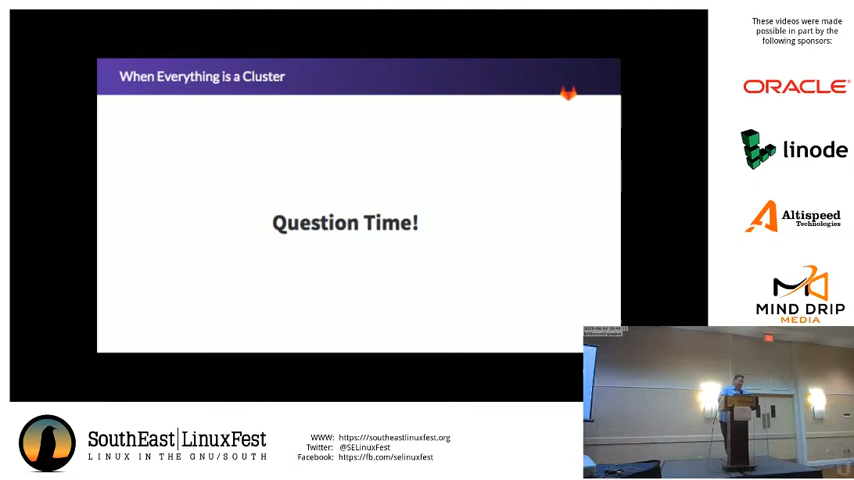 When Everything is a Cluster
Question Time!
These videos were made
possible in part by the
following sponsors:
ORACLE
linode
Altispeed
Technologies
MIND DRIP
MEDIA
SouthEast|LinuxFest
LINUX IN THE GNU/SOUTH
WWW: https:///southeastlinuxfest.org
Twitter: @SELinuxFest
Facebook: https://fb.com/selinuxfest